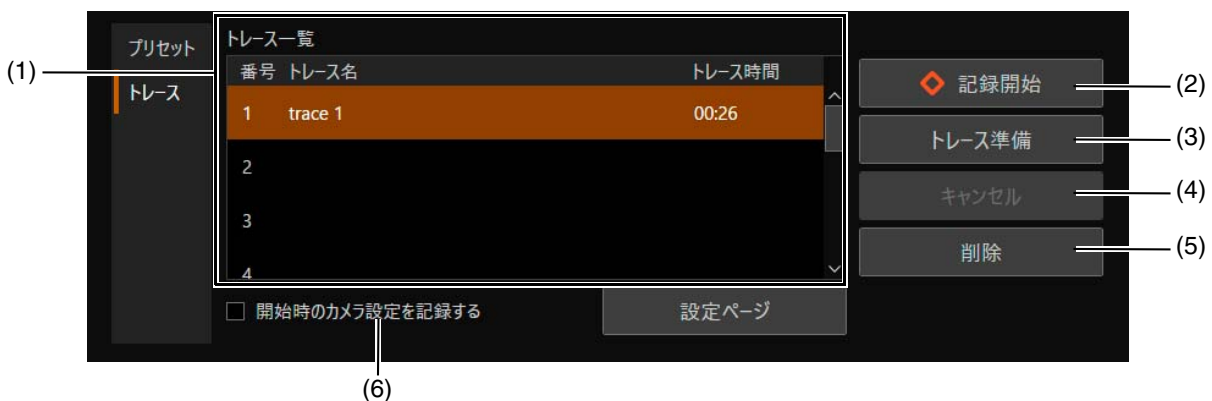 プリセット
トレース
トレース一覧
番号 トレース名 トレース時間
1 trace 1 00:26
2
3
4
開始時のカメラ設定を記録する
設定ページ
記録開始
トレース準備
キャンセル
削除
(1)
(2)
(3)
(4)
(5)
(6)